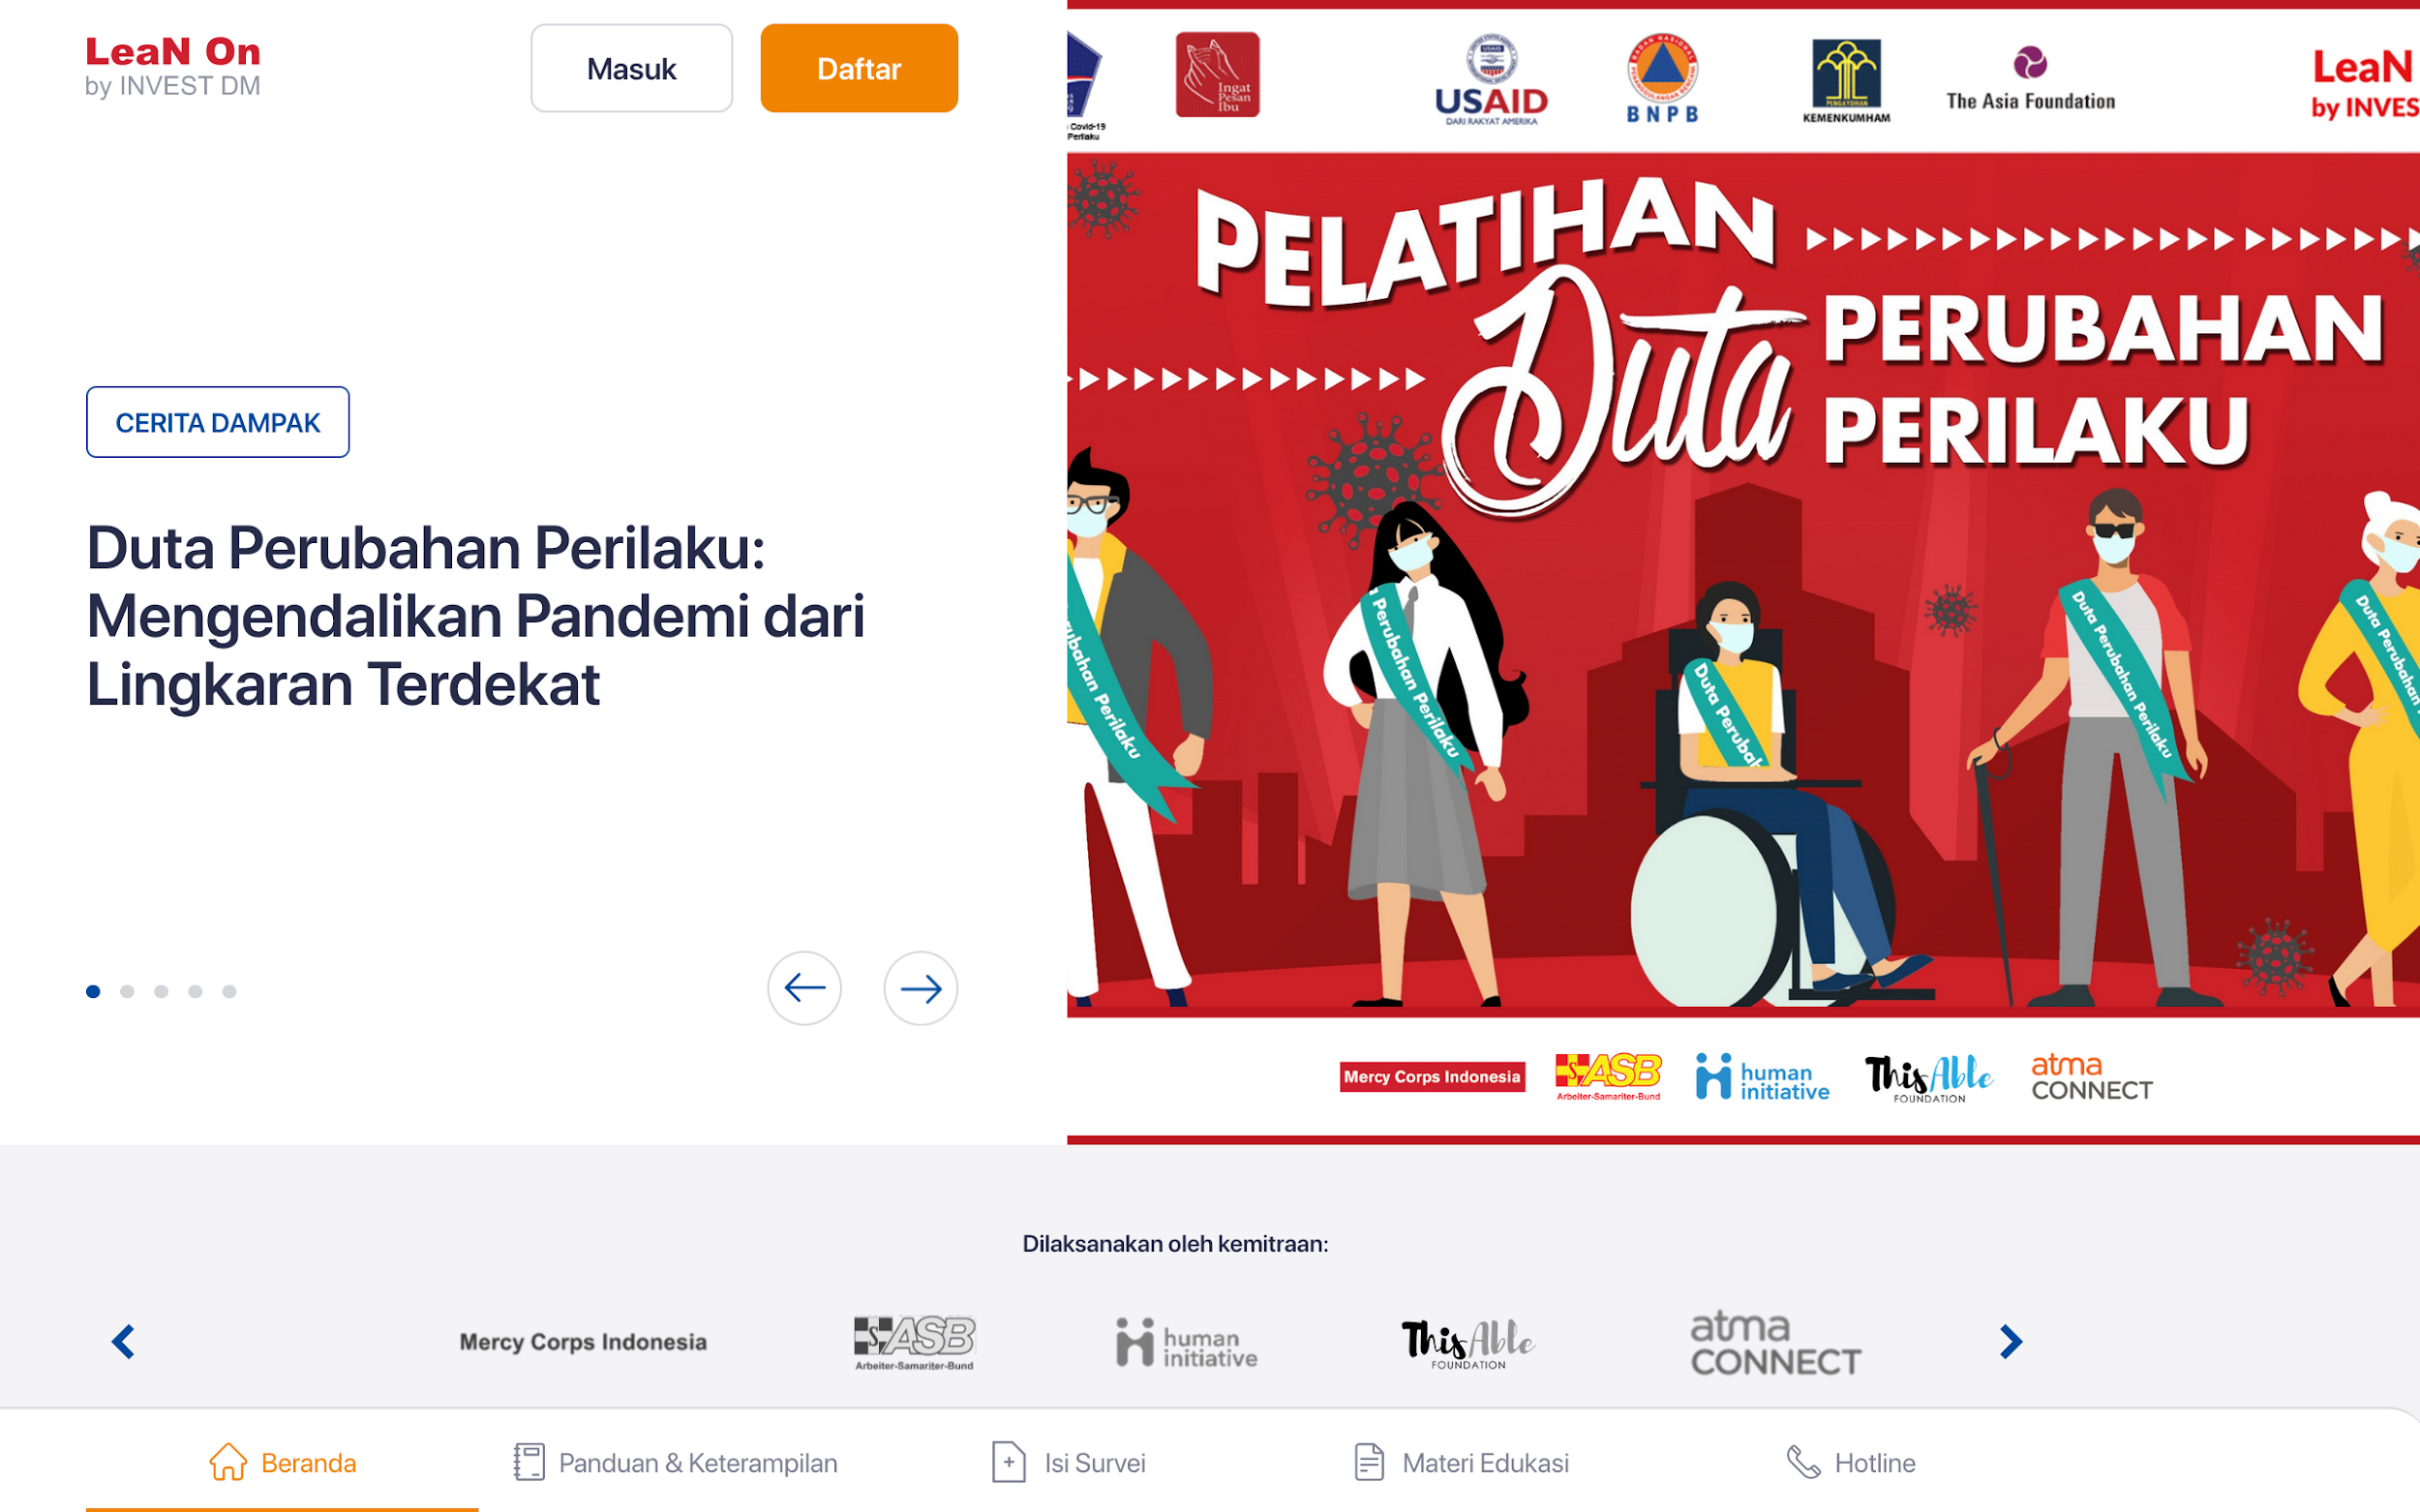 LeaN On
by INVEST DM
Masuk
Daftar
CERITA DAMPAK
Duta Perubahan Perilaku:
Mengendalikan Pandemi dari
Lingkaran Terdekat
Covid-19
Perilaku
Ingat
Pesan
Ibu
USAID
DARI RAKYAT AMERIKA
BNPB
PENGAYOMAN
KEMENKUMHAM
The Asia Foundation
LeaN
by INVES
PELATIHAN
Duta PERUBAHAN
PERILAKU
rubahan Perilaku
Perubahan Perilaku
Duta Perubah
Duta Perubahan Perilaku
Duta Perubahan
Mercy Corps Indonesia
ASB
Arbeiter-Samariter-Bund
human
initiative
ThisAble
FOUNDATION
atma
CONNECT
Dilaksanakan oleh kemitraan:
Mercy Corps Indonesia
ASB
Arbeiter-Samariter-Bund
human
initiative
ThisAble
FOUNDATION
atma
CONNECT
Beranda
Panduan & Keterampilan
Isi Survei
Materi Edukasi
Hotline